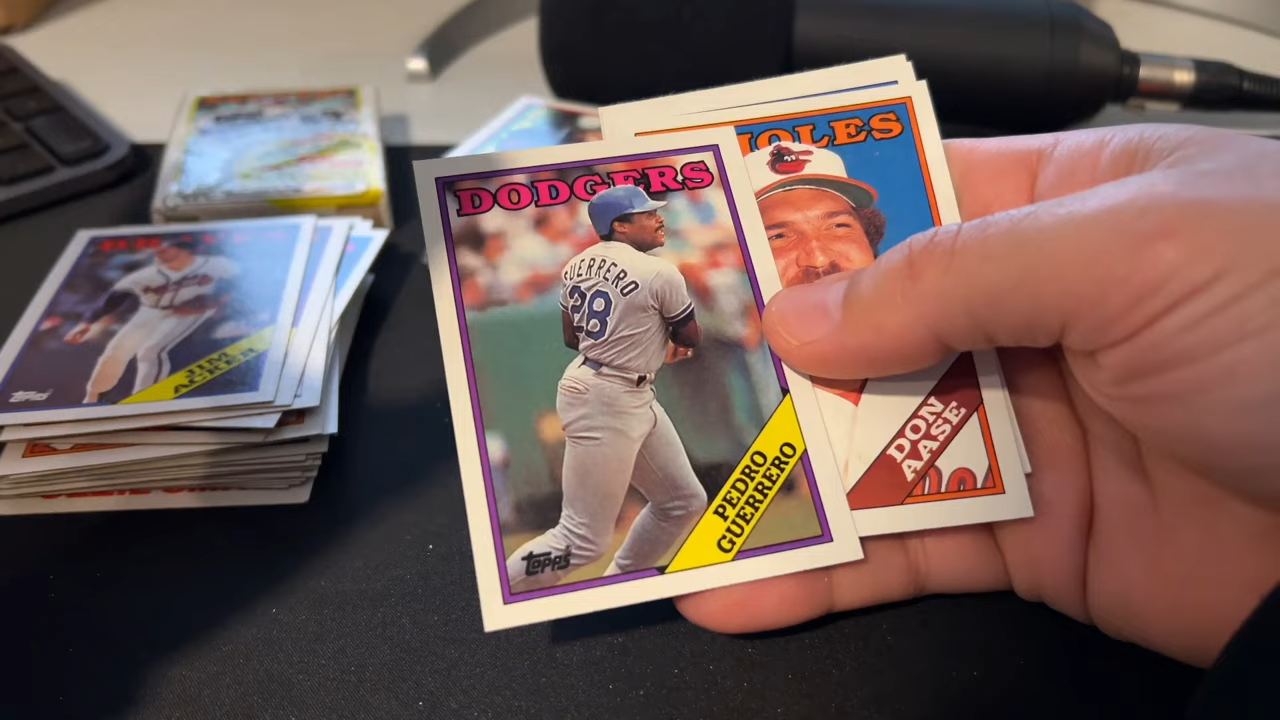 DODGERS
GUERRERO
28
PEDRO
GUERRERO
Topps
IOLES
DON
AASE
JIM
ACKER
Topps